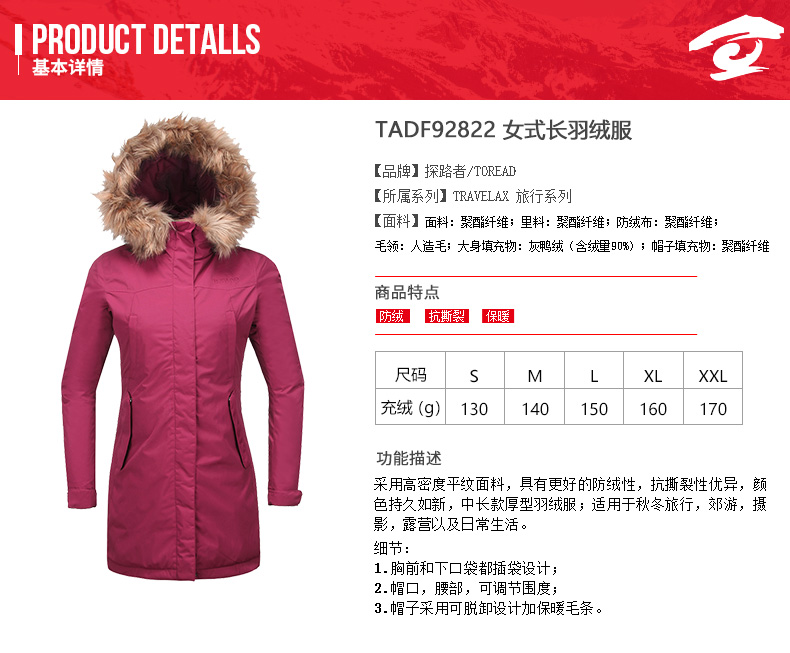 PRODUCT DETALLS
基本详情
TADF92822 女式长羽绒服
【品牌】探路者/TOREAD
【所属系列】TRAVELAX 旅行系列
【面料】面料：聚酯纤维；里料：聚酯纤维；防绒布：聚酯纤维；
毛领：人造毛；大身填充物：灰鸭绒（含绒量90%）；帽子填充物：聚酯纤维
商品特点
防绒 抗撕裂 保暖
尺码 S M L XL XXL
充绒 (g) 130 140 150 160 170
功能描述
采用高密度平纹面料，具有更好的防绒性，抗撕裂性优异，颜
色持久如新，中长款厚型羽绒服；适用于秋冬旅行，郊游，摄
影，露营以及日常生活。
细节：
1.胸前和下口袋都插袋设计；
2.帽口，腰部，可调节围度；
3.帽子采用可脱卸设计加保暖毛条。